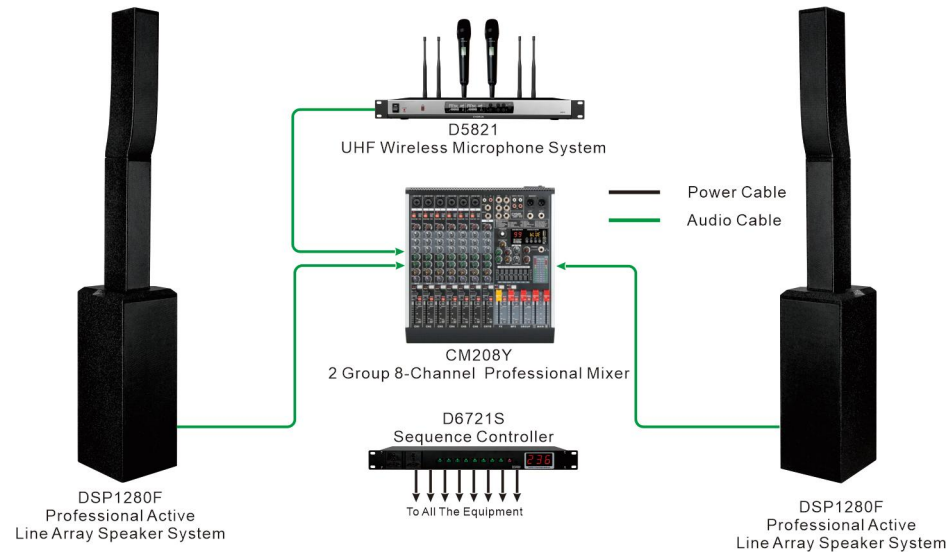 D5821
UHF Wireless Microphone System
Power Cable
Audio Cable
CM208Y
2 Group 8-Channel Professional Mixer
D6721S
Sequence Controller
236
To All The Equipment
DSP1280F
Professional Active
Line Array Speaker System
DSP1280F
Professional Active
Line Array Speaker System